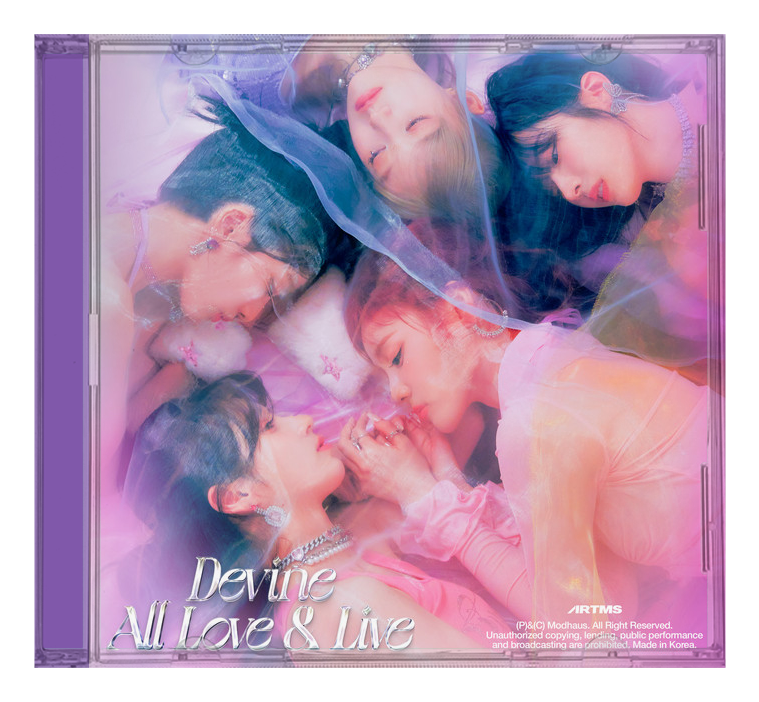 Devine
All Love & Live
ARTMS
(P)&(C) Modhaus. All Right Reserved.
Unauthorized copying, lending, public performance
and broadcasting are prohibited. Made in Korea.